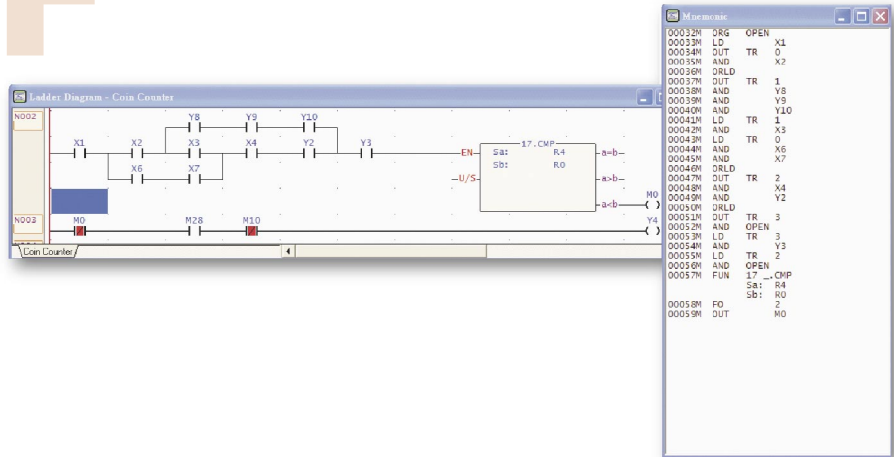 Ladder Diagram - Coin Counter
N002
Y8 Y9 Y10
X1 X2 X3 X4 Y2 Y3
X6 X7
17.CMP
EN Sa: R4 a=b
U/S Sb: R0 a>b
a<b M0
N003 M0 M28 M10 Y4
Coin Counter
Mnemonic
00032M ORG OPEN
00033M LD X1
00034M OUT TR 0
00035M AND X2
00036M ORLD
00037M OUT TR 1
00038M AND Y8
00039M AND Y9
00040M AND Y10
00041M LD TR 1
00042M AND X3
00043M LD TR 0
00044M AND X6
00045M AND X7
00046M ORLD
00047M OUT TR 2
00048M AND X4
00049M AND Y2
00050M ORLD
00051M OUT TR 3
00052M AND OPEN
00053M LD TR 3
00054M AND Y3
00055M LD TR 2
00056M AND OPEN
00057M FUN 17 _.CMP
Sa: R4
Sb: R0
00058M FO 2
00059M OUT M0